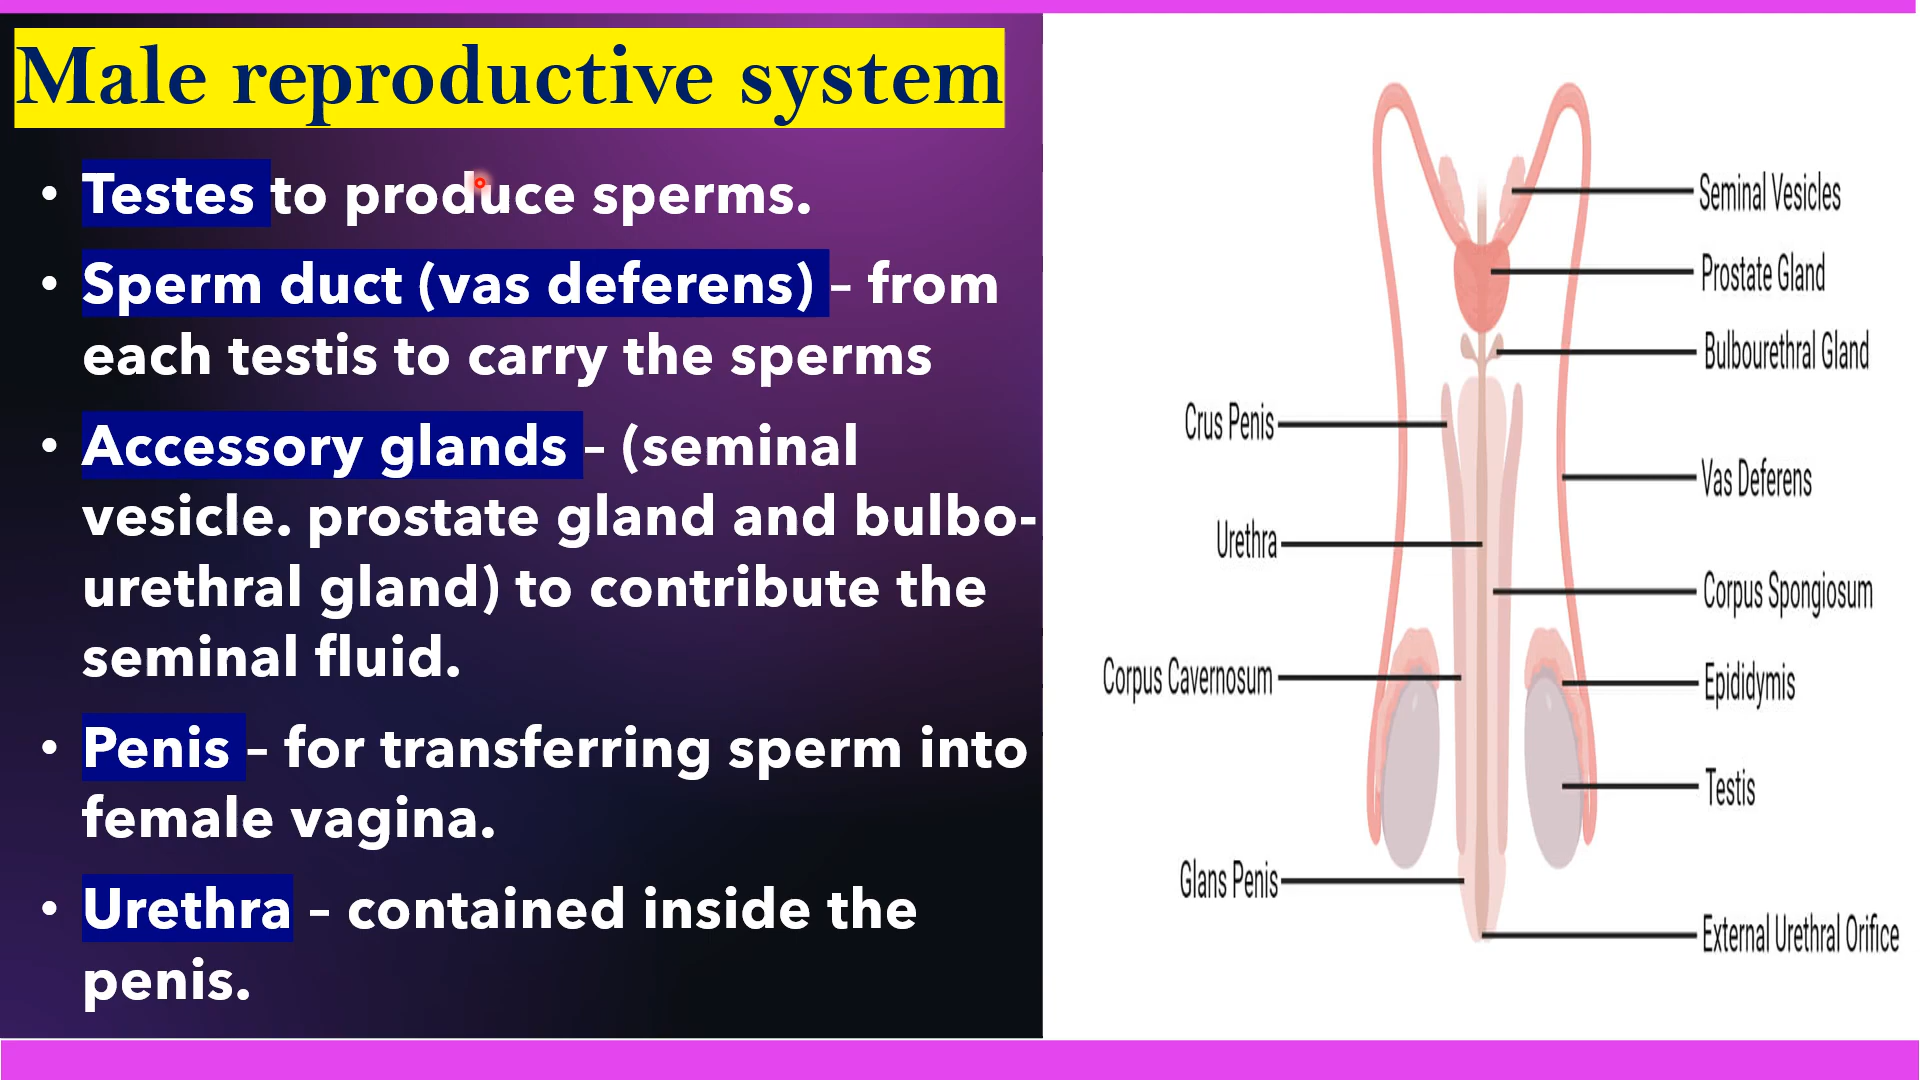 Male reproductive system
• Testes to produce sperms.
• Sperm duct (vas deferens) – from
each testis to carry the sperms
• Accessory glands – (seminal
vesicle. prostate gland and bulbo-
urethral gland) to contribute the
seminal fluid.
• Penis – for transferring sperm into
female vagina.
• Urethra – contained inside the
penis.
Seminal Vesicles
Prostate Gland
Bulbourethral Gland
Crus Penis
Vas Deferens
Urethra
Corpus Spongiosum
Corpus Cavernosum
Epididymis
Testis
Glans Penis
External Urethral Orifice